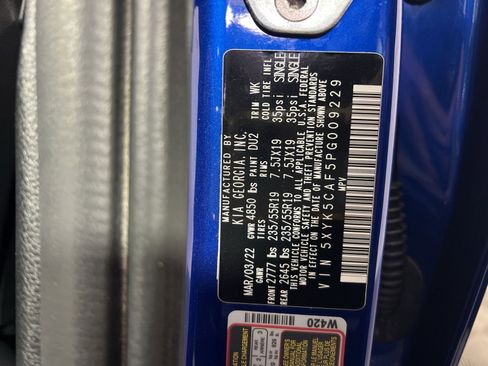 MANUFACTURED BY
KIA GEORGIA, INC.
MAR/03/22 GVWR 4850 lbs PAINT DU2 TRIM WK
GAWR TIRES RIMS COLD TIRE INFL
FRONT 2777 lbs 235/55R19 7.5JX19 35psi SINGLE
REAR 2645 lbs 235/55R19 7.5JX19 35psi SINGLE
THIS VEHICLE CONFORMS TO ALL APPLICABLE U.S.A. FEDERAL
MOTOR VEHICLE SAFETY AND THEFT PREVENTION STANDARDS
IN EFFECT ON THE DATE OF MANUFACTURE SHOWN ABOVE
VIN 5XYK5CAF5PG009229
MPV
W420